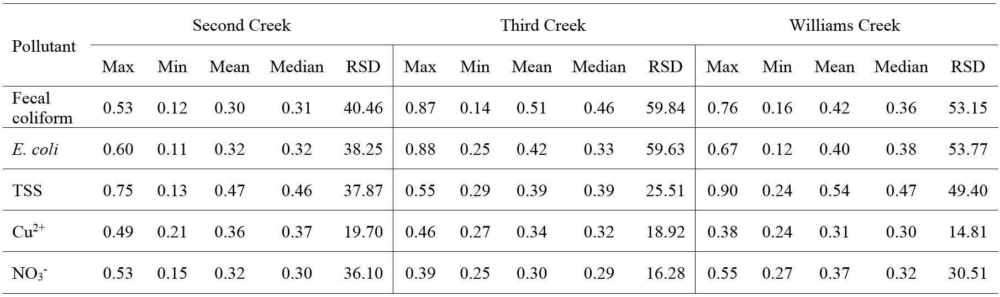 Second Creek Third Creek Williams Creek
Pollutant
Max Min Mean Median RSD Max Min Mean Median RSD Max Min Mean Median RSD
Fecal
coliform 0.53 0.12 0.30 0.31 40.46 0.87 0.14 0.51 0.46 59.84 0.76 0.16 0.42 0.36 53.15
E. coli 0.60 0.11 0.32 0.32 38.25 0.88 0.25 0.42 0.33 59.63 0.67 0.12 0.40 0.38 53.77
TSS 0.75 0.13 0.47 0.46 37.87 0.55 0.29 0.39 0.39 25.51 0.90 0.24 0.54 0.47 49.40
Cu²⁺ 0.49 0.21 0.36 0.37 19.70 0.46 0.27 0.34 0.32 18.92 0.38 0.24 0.31 0.30 14.81
NO₃⁻ 0.53 0.15 0.32 0.30 36.10 0.39 0.25 0.30 0.29 16.28 0.55 0.27 0.37 0.32 30.51